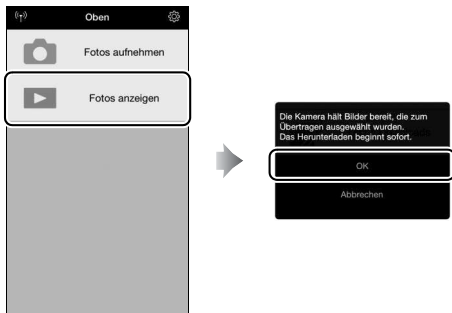 Oben
Fotos aufnehmen
Fotos anzeigen
Die Kamera hält Bilder bereit, die zum
Übertragen ausgewählt wurden.
Das Herunterladen beginnt sofort.
OK
Abbrechen